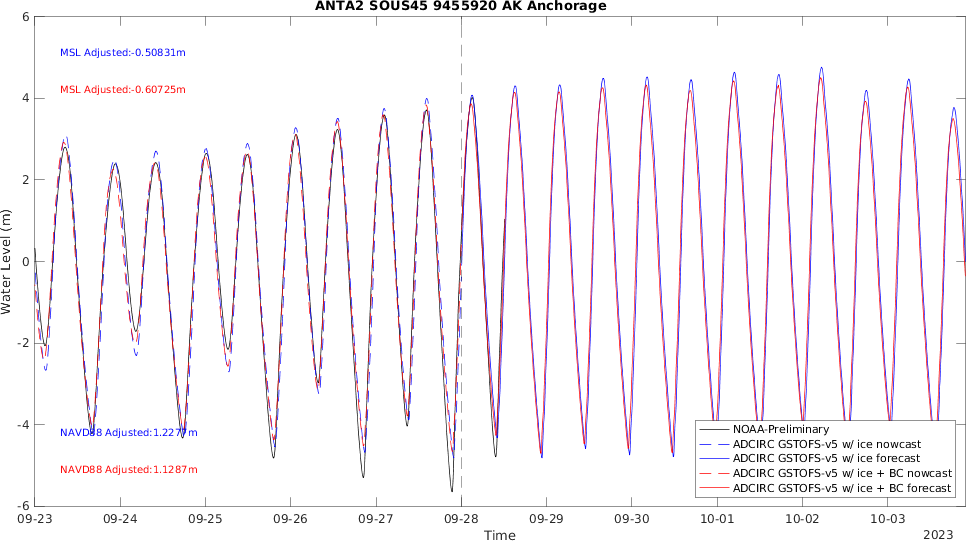 ANTA2 SOUS45 9455920 AK Anchorage
6
4
2
0
-2
-4
-6
Water Level (m)
MSL Adjusted:-0.50831m
MSL Adjusted:-0.60725m
NAVD88 Adjusted:1.2277m
NAVD88 Adjusted:1.1287m
NOAA-Preliminary
ADCIRC GSTOFS-v5 w/ ice nowcast
ADCIRC GSTOFS-v5 w/ ice forecast
ADCIRC GSTOFS-v5 w/ ice + BC nowcast
ADCIRC GSTOFS-v5 w/ ice + BC forecast
09-23 09-24 09-25 09-26 09-27 09-28 09-29 09-30 10-01 10-02 10-03
Time
2023